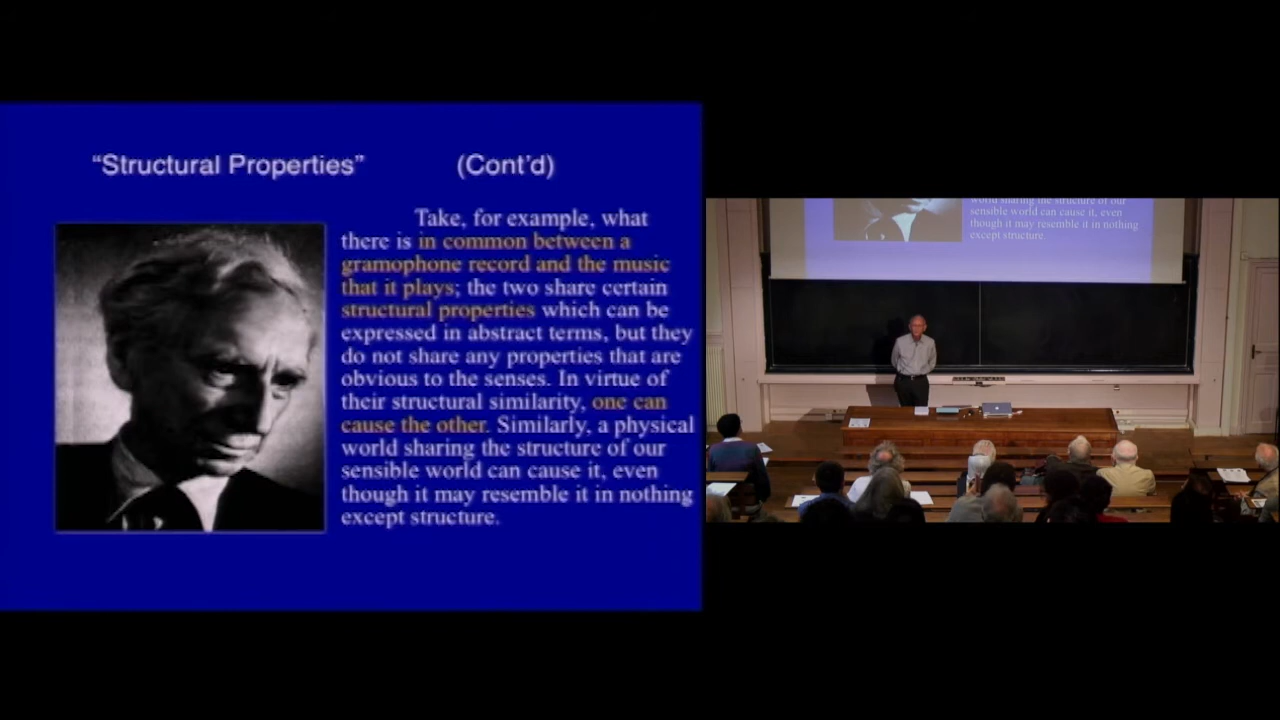 “Structural Properties” (Cont’d)
Take, for example, what
there is in common between a
gramophone record and the music
that it plays; the two share certain
structural properties which can be
expressed in abstract terms, but they
do not share any properties that are
obvious to the senses. In virtue of
their structural similarity, one can
cause the other. Similarly, a physical
world sharing the structure of our
sensible world can cause it, even
though it may resemble it in nothing
except structure.
world sharing the structure of our
sensible world can cause it, even
though it may resemble it in nothing
except structure.